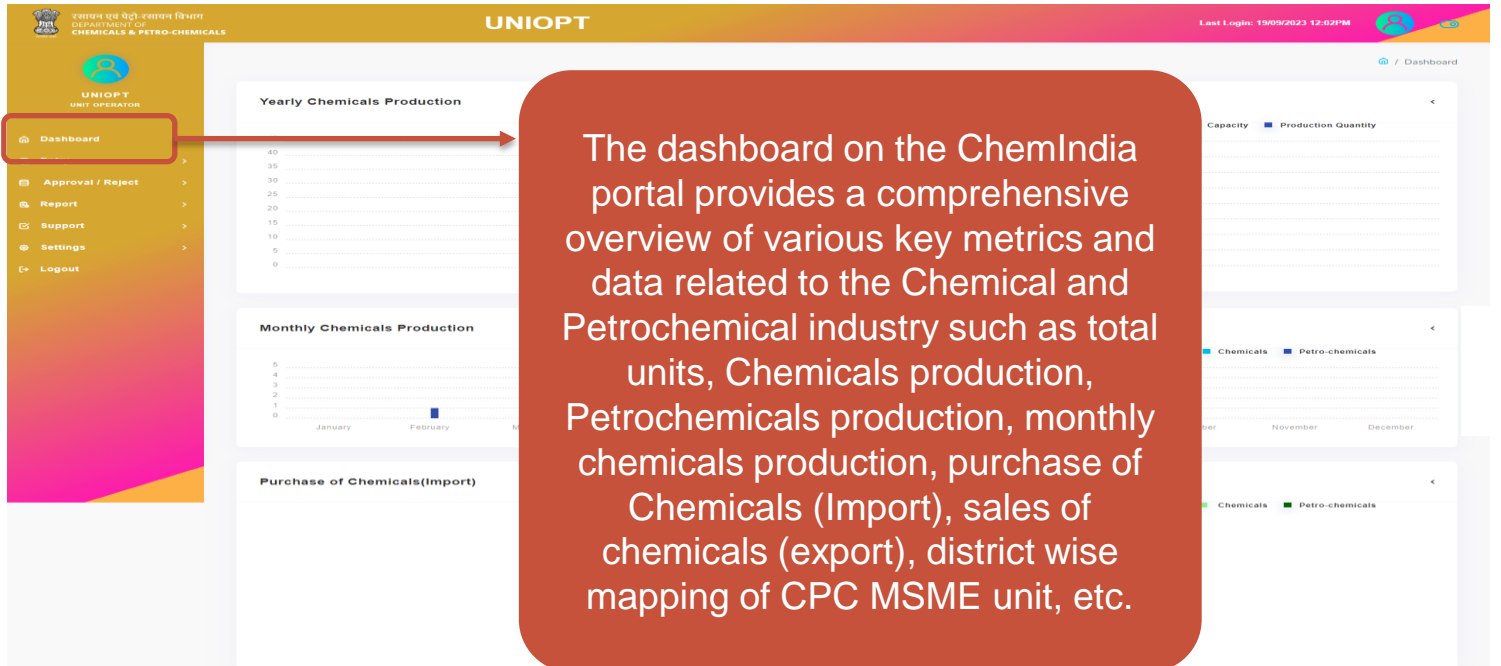 रसायन एवं पेट्रो-रसायन विभाग
DEPARTMENT OF
CHEMICALS & PETRO-CHEMICALS
UNIOPT
Last Login: 19/09/2023 12:02PM
/ Dashboard
UNIOPT
UNIT OPERATOR
Dashboard
Approval / Reject
Report
Support
Settings
Logout
Yearly Chemicals Production
Capacity Production Quantity
40
35
30
25
20
15
10
5
0
Monthly Chemicals Production
Chemicals Petro-chemicals
5
4
3
2
1
0
January February
November December
Purchase of Chemicals(Import)
Chemicals Petro-chemicals
The dashboard on the ChemIndia
portal provides a comprehensive
overview of various key metrics and
data related to the Chemical and
Petrochemical industry such as total
units, Chemicals production,
Petrochemicals production, monthly
chemicals production, purchase of
Chemicals (Import), sales of
chemicals (export), district wise
mapping of CPC MSME unit, etc.